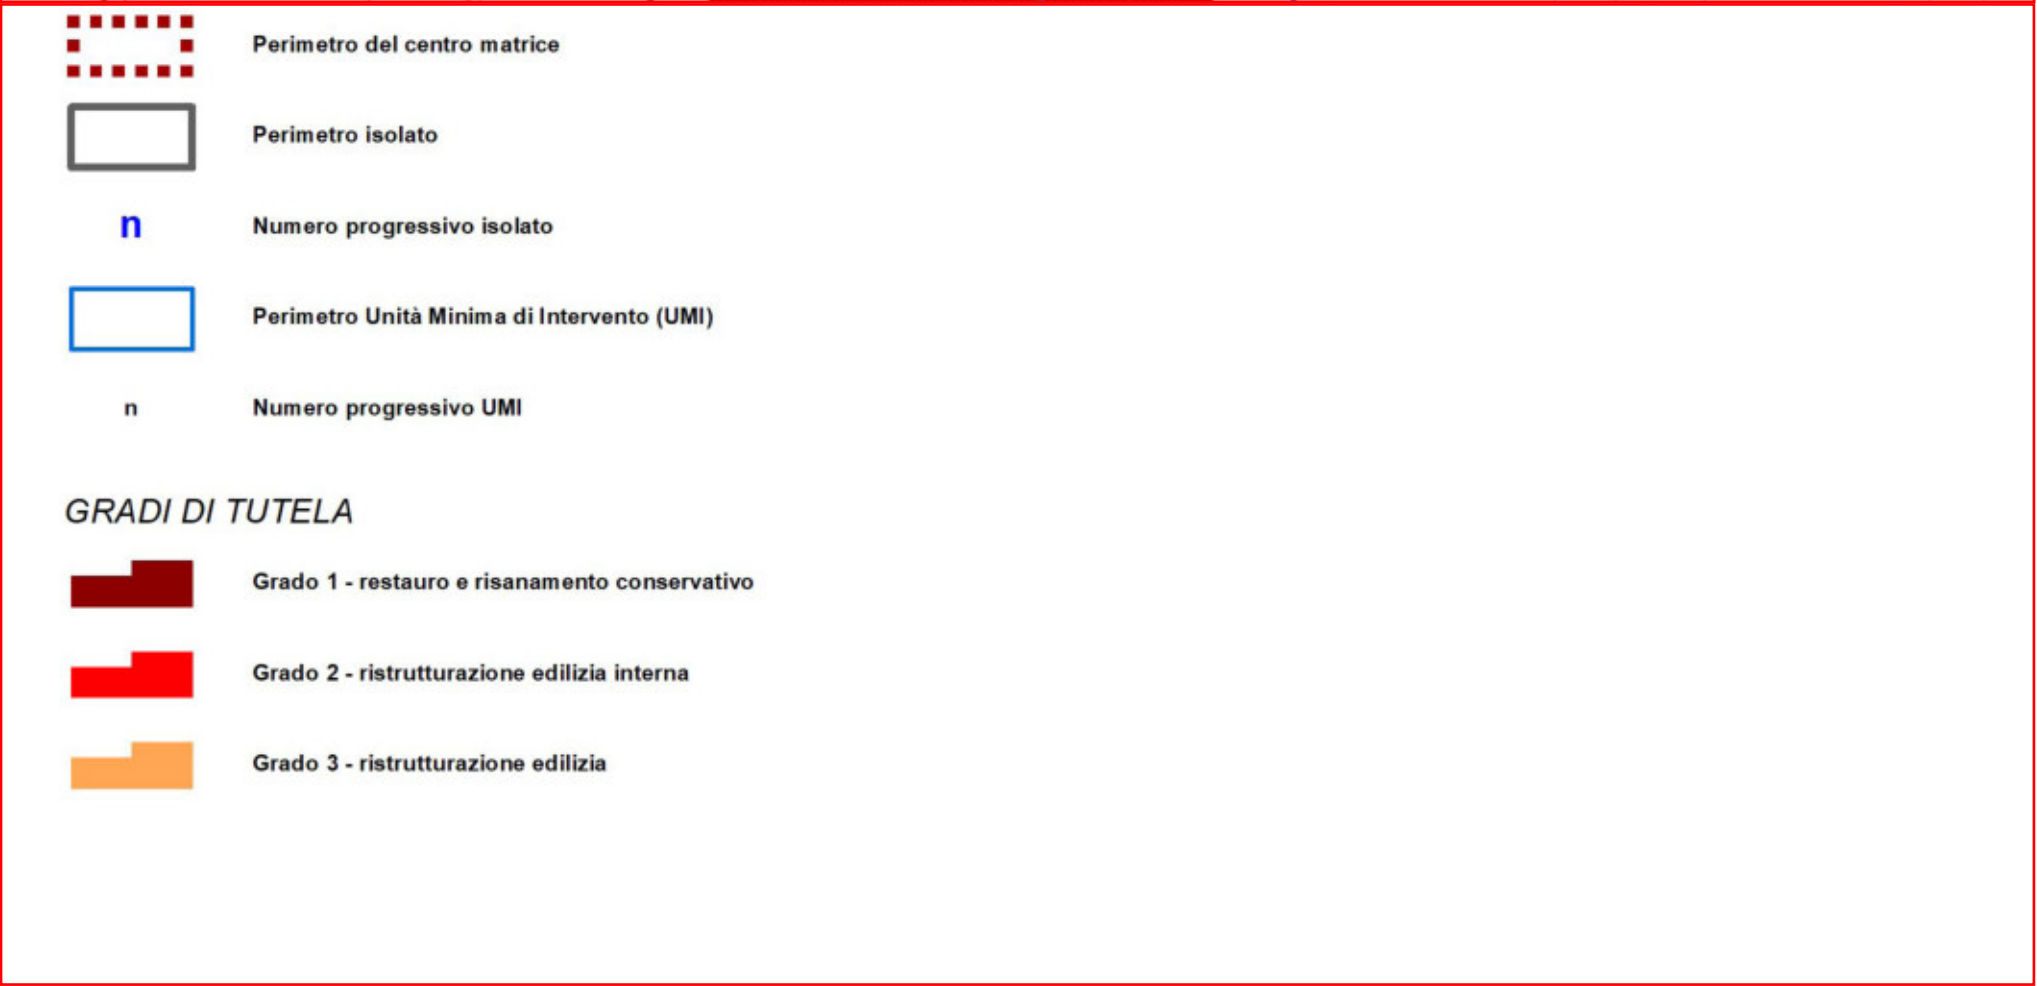 Perimetro del centro matrice
Perimetro isolato
n Numero progressivo isolato
Perimetro Unità Minima di Intervento (UMI)
n Numero progressivo UMI
GRADI DI TUTELA
Grado 1 - restauro e risanamento conservativo
Grado 2 - ristrutturazione edilizia interna
Grado 3 - ristrutturazione edilizia